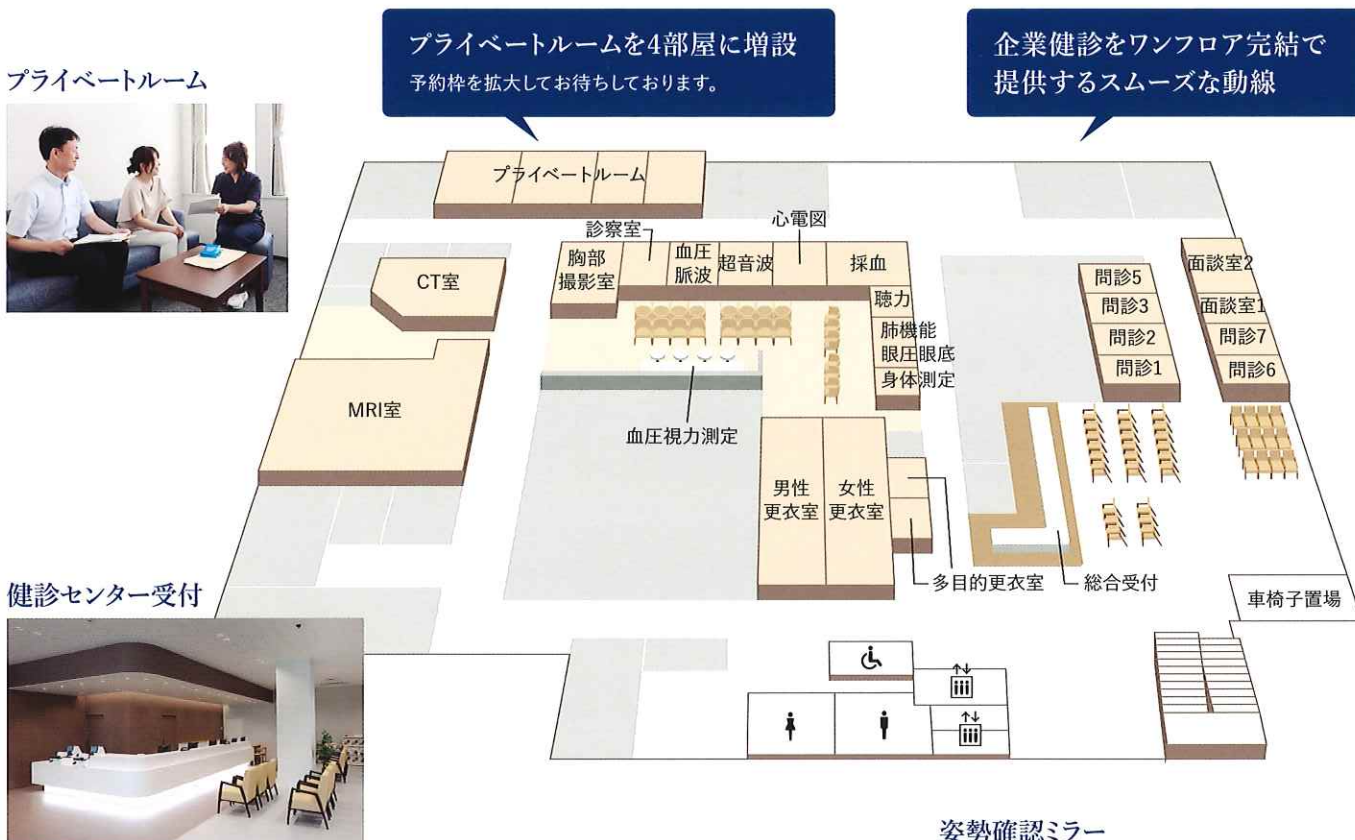 プライベートルームを4部屋に増設
予約枠を拡大してお待ちしております。
企業健診をワンフロア完結で
提供するスムーズな動線
プライベートルーム
プライベートルーム
診察室
心電図
胸部
撮影室
血圧
脈波
超音波
採血
聴力
肺機能
眼圧眼底
身体測定
CT室
MRI室
血圧視力測定
男性
更衣室
女性
更衣室
多目的更衣室
総合受付
問診5
問診3
問診2
問診1
面談室2
面談室1
問診7
問診6
車椅子置場
健診センター受付
姿勢確認ミラー